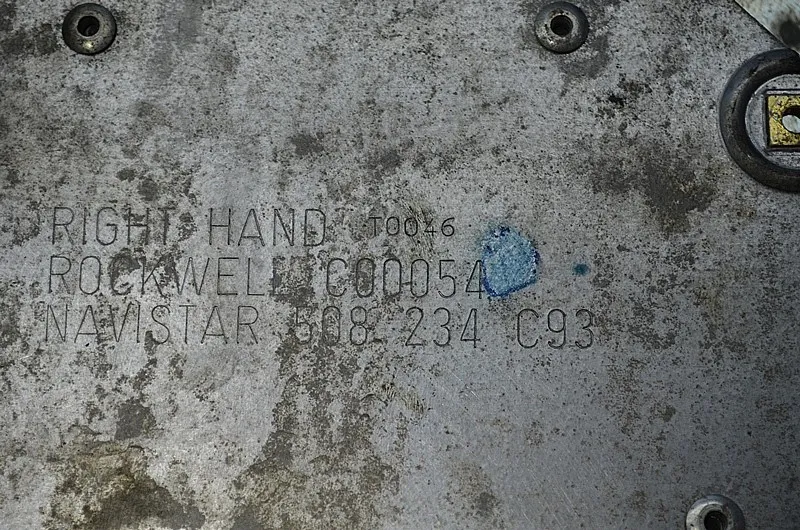 RIGHT HAND T0046
ROCKWELL C00054
NAVISTAR 508 234 C93